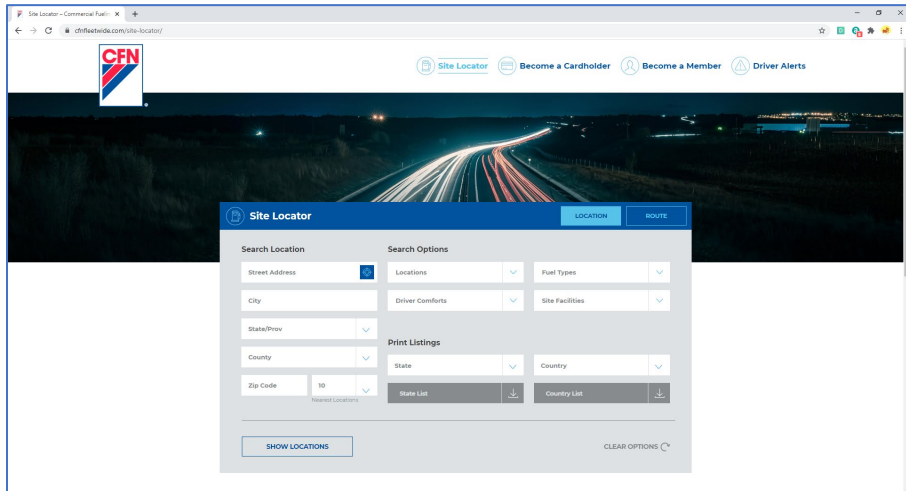 Site Locator – Commercial Fuelin
cfnfleetwide.com/site-locator/
CFN
Site Locator
Become a Cardholder
Become a Member
Driver Alerts
Site Locator
LOCATION
ROUTE
Search Location
Search Options
Street Address
Locations
Fuel Types
City
Driver Comforts
Site Facilities
State/Prov
Print Listings
County
State
Country
Zip Code
10
Nearest Locations
State List
Country List
SHOW LOCATIONS
CLEAR OPTIONS